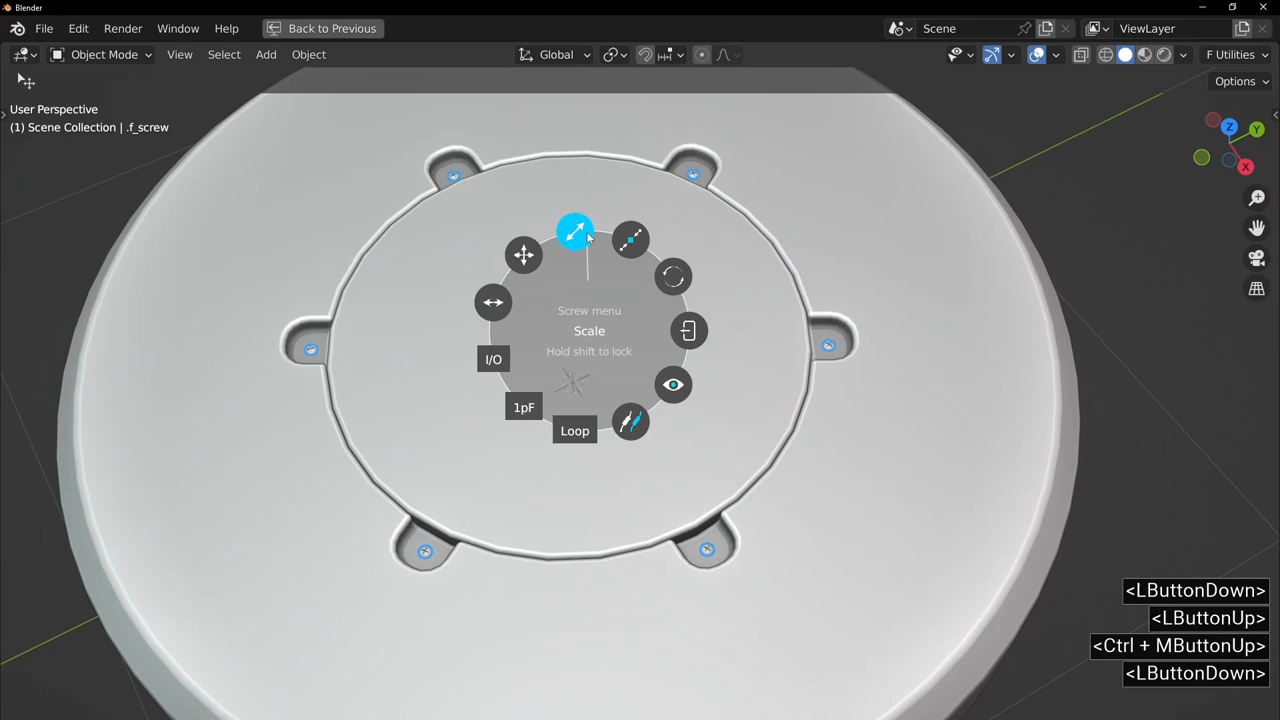 Blender
File Edit Render Window Help Back to Previous Scene ViewLayer
Object Mode View Select Add Object Global F Utilities
Options
User Perspective
(1) Scene Collection | .f_screw
Z
Y
X
Screw menu
Scale
Hold shift to lock
I/O
1pF
Loop
<LButtonDown>
<LButtonUp>
<Ctrl + MButtonUp>
<LButtonDown>